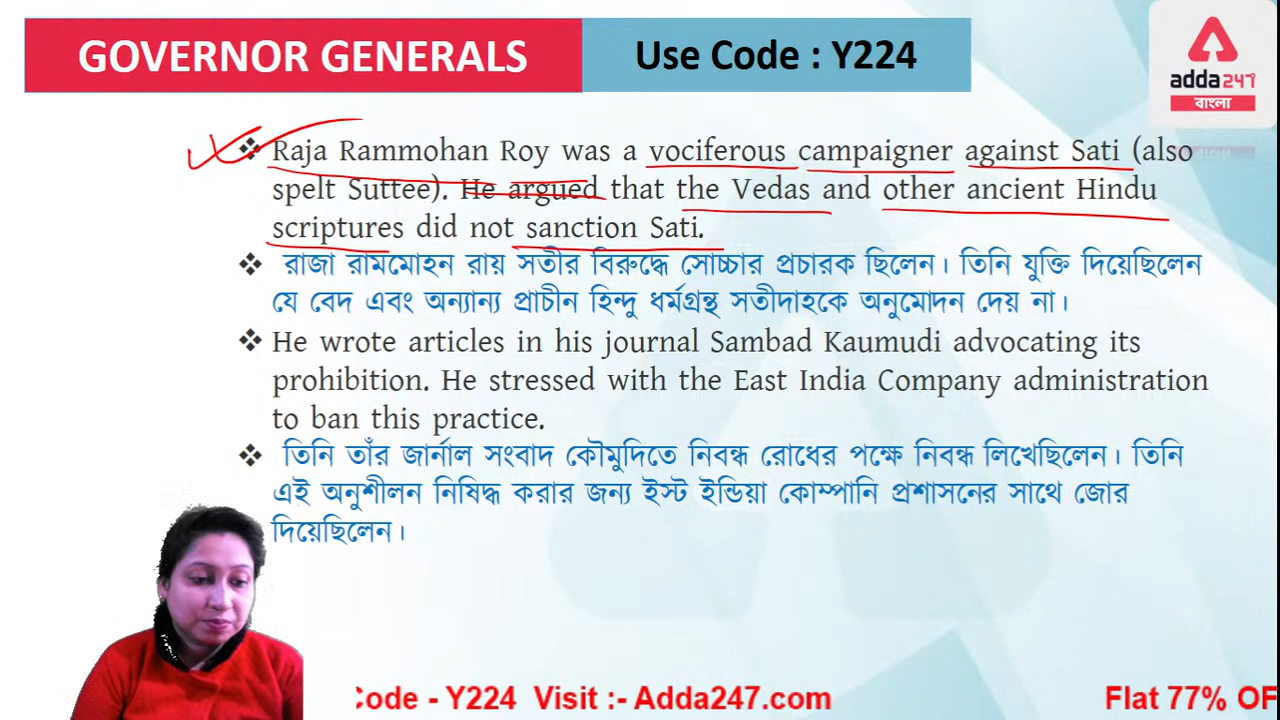 GOVERNOR GENERALS
Use Code : Y224
adda247
বাংলা
❖ Raja Rammohan Roy was a vociferous campaigner against Sati (also
spelt Suttee). He argued that the Vedas and other ancient Hindu
scriptures did not sanction Sati.
❖ রাজা রামমোহন রায় সতীর বিরুদ্ধে সোচ্চার প্রচারক ছিলেন। তিনি যুক্তি দিয়েছিলেন
যে বেদ এবং অন্যান্য প্রাচীন হিন্দু ধর্মগ্রন্থ সতীদাহকে অনুমোদন দেয় না।
❖ He wrote articles in his journal Sambad Kaumudi advocating its
prohibition. He stressed with the East India Company administration
to ban this practice.
❖ তিনি তাঁর জার্নাল সংবাদ কৌমুদিতে নিবন্ধ রোধের পক্ষে নিবন্ধ লিখেছিলেন। তিনি
এই অনুশীলন নিষিদ্ধ করার জন্য ইস্ট ইন্ডিয়া কোম্পানি প্রশাসনের সাথে জোর
দিয়েছিলেন।
Code - Y224 Visit :- Adda247.com
Flat 77% OF